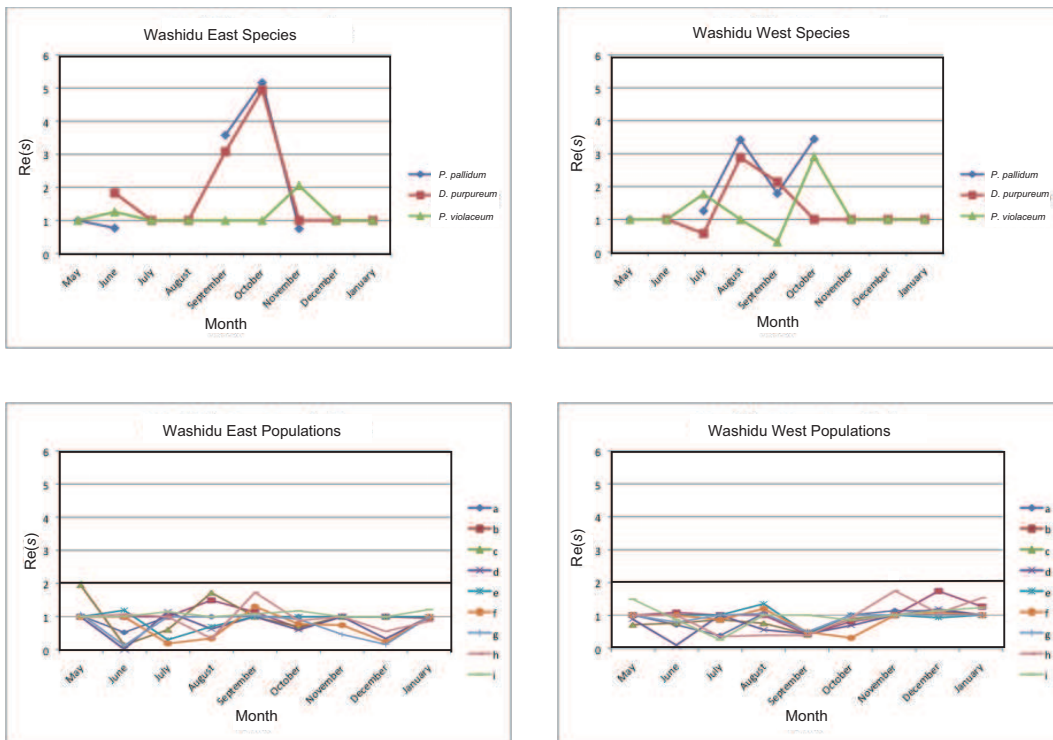 Washidu East Species
6
5
4
3
2
1
0
Re(s)
May
June
July
August
September
October
November
December
January
Month
P. pallidum
D. purpureum
P. violaceum
Washidu West Species
6
5
4
3
2
1
0
Re(s)
May
June
July
August
September
October
November
December
January
Month
P. pallidum
D. purpureum
P. violaceum
Washidu East Populations
6
5
4
3
2
1
0
Re(s)
May
June
July
August
September
October
November
December
January
Month
a
b
c
d
e
f
g
h
i
Washidu West Populations
6
5
4
3
2
1
0
Re(s)
May
June
July
August
September
October
November
December
January
Month
a
b
c
d
e
f
g
h
i